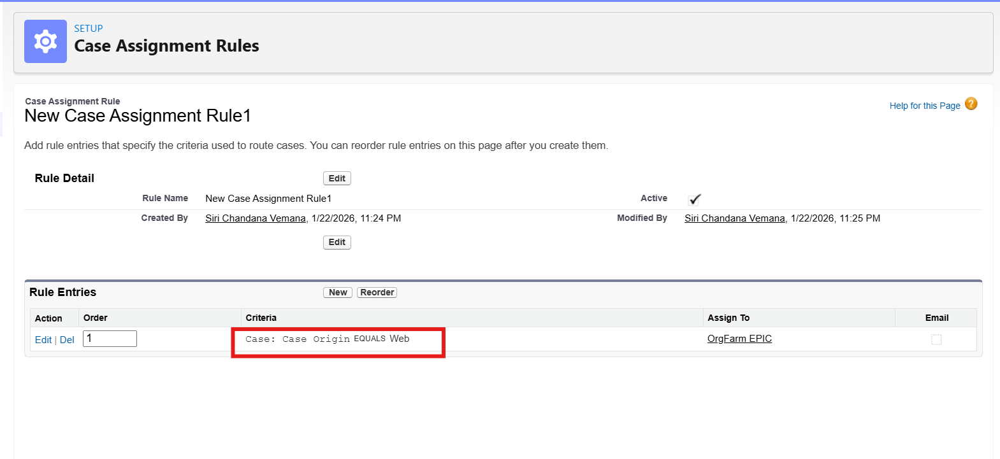 SETUP
Case Assignment Rules
Case Assignment Rule
New Case Assignment Rule1
Help for this Page ?
Add rule entries that specify the criteria used to route cases. You can reorder rule entries on this page after you create them.
Rule Detail Edit
Rule Name New Case Assignment Rule1 Active
Created By Siri Chandana Vemana, 1/22/2026, 11:24 PM Modified By Siri Chandana Vemana, 1/22/2026, 11:25 PM
Edit
Rule Entries New Reorder
Action Order Criteria Assign To Email
Edit | Del 1 Case: Case Origin EQUALS Web OrgFarm EPIC